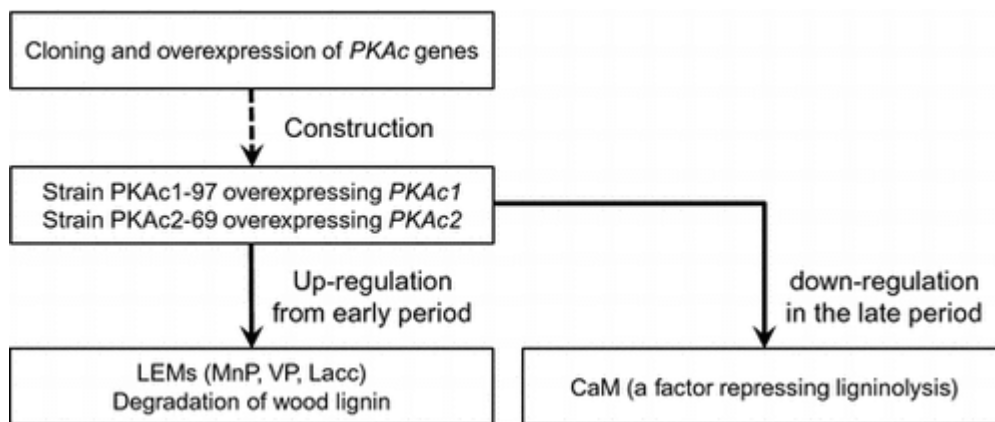 Cloning and overexpression of PKAc genes
Construction
Strain PKAc1-97 overexpressing PKAc1
Strain PKAc2-69 overexpressing PKAc2
Up-regulation
from early period
down-regulation
in the late period
LEMs (MnP, VP, Lacc)
Degradation of wood lignin
CaM (a factor repressing ligninolysis)